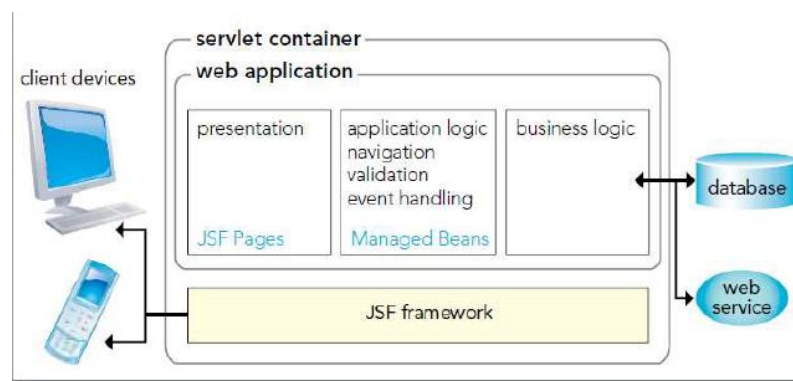 servlet container
web application
client devices
presentation
application logic
navigation
validation
event handling
business logic
JSF Pages
Managed Beans
database
web
service
JSF framework